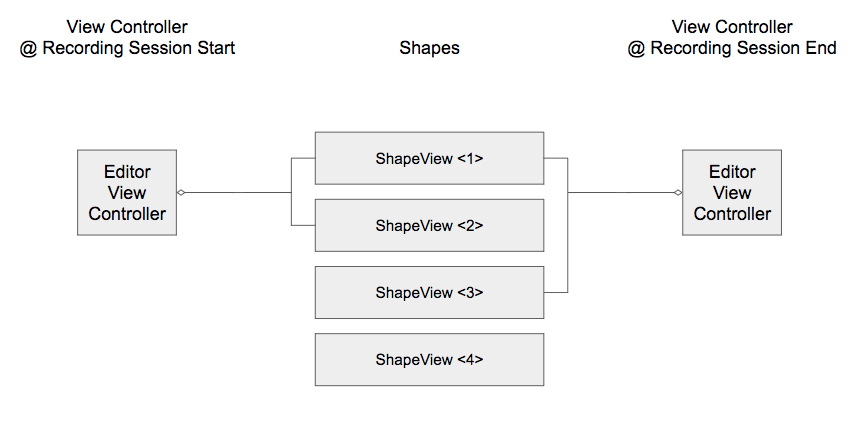 View Controller
@ Recording Session Start
Shapes
View Controller
@ Recording Session End
Editor
View
Controller
ShapeView <1>
ShapeView <2>
ShapeView <3>
ShapeView <4>
Editor
View
Controller